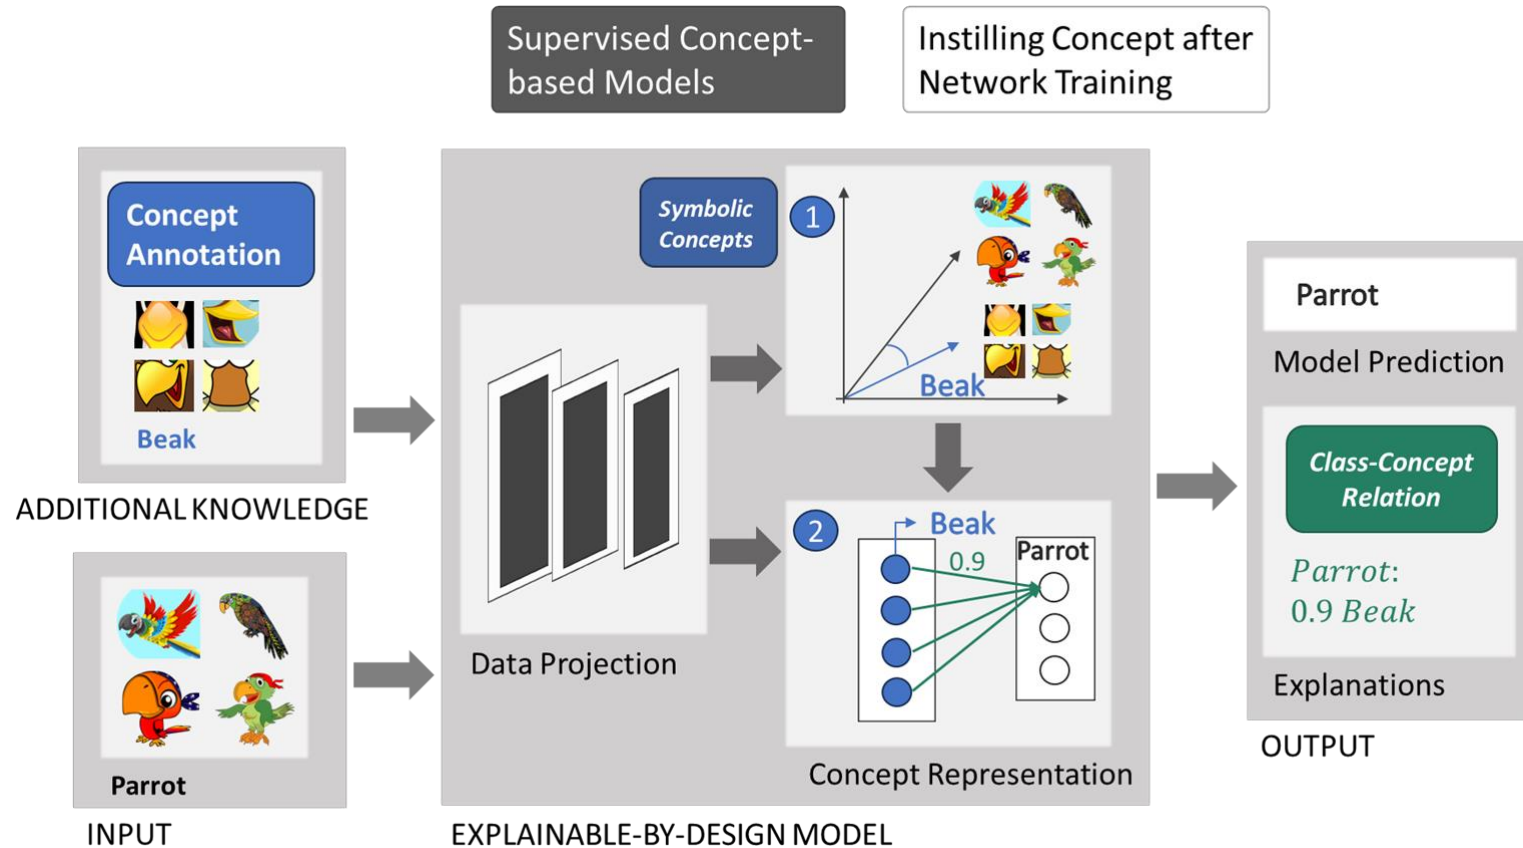 Supervised Concept-
based Models
Instilling Concept after
Network Training
Concept
Annotation
Beak
ADDITIONAL KNOWLEDGE
Parrot
INPUT
Symbolic
Concepts
1
Beak
Data Projection
2
Beak
0.9
Parrot
Concept Representation
EXPLAINABLE-BY-DESIGN MODEL
Parrot
Model Prediction
Class-Concept
Relation
Parrot:
0.9 Beak
Explanations
OUTPUT